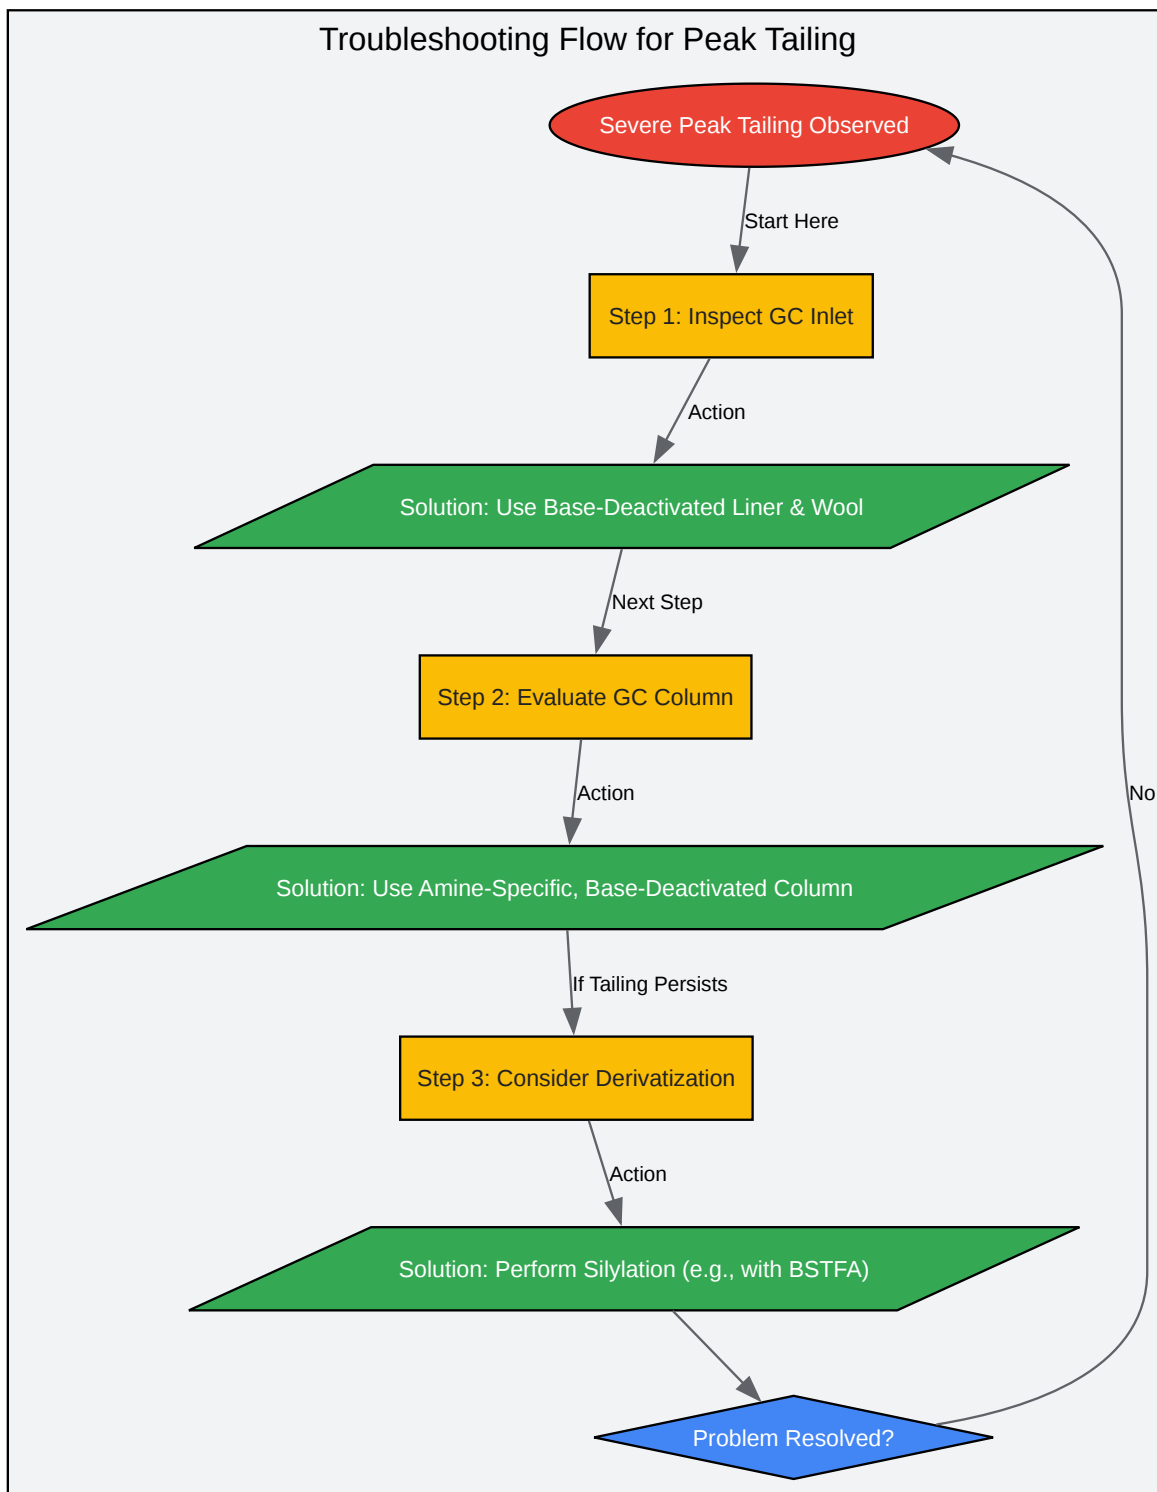 Troubleshooting Flow for Peak Tailing
Severe Peak Tailing Observed
Start Here
Step 1: Inspect GC Inlet
Action
Solution: Use Base-Deactivated Liner & Wool
Next Step
Step 2: Evaluate GC Column
Action
No
Solution: Use Amine-Specific, Base-Deactivated Column
If Tailing Persists
Step 3: Consider Derivatization
Action
Solution: Perform Silylation (e.g., with BSTFA)
Problem Resolved?